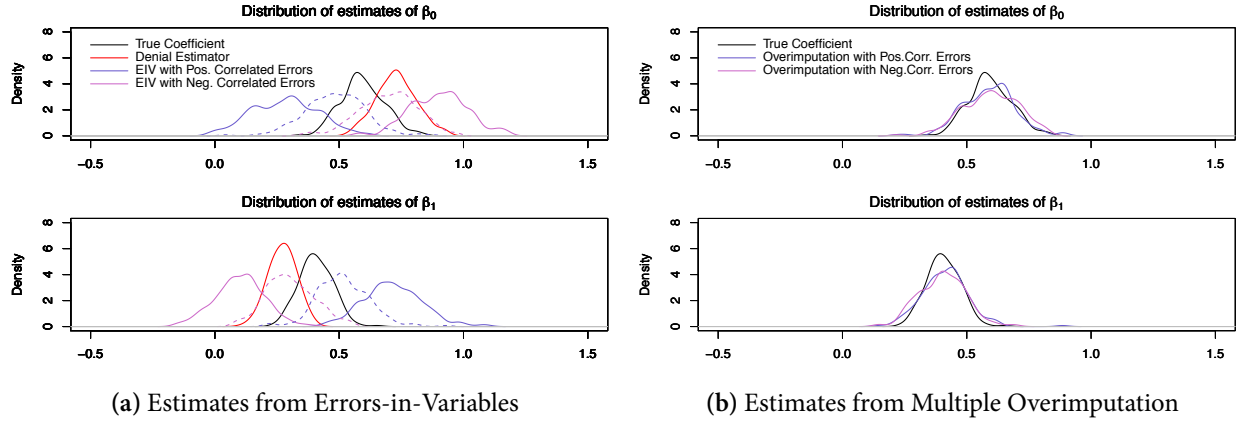 Distribution of estimates of β0
8
6
4
2
0
Density
True Coefficient
Denial Estimator
EIV with Pos. Correlated Errors
EIV with Neg. Correlated Errors
-0.5 0.0 0.5 1.0 1.5
Distribution of estimates of β1
8
6
4
2
0
Density
-0.5 0.0 0.5 1.0 1.5
(a) Estimates from Errors-in-Variables
Distribution of estimates of β0
8
6
4
2
0
Density
True Coefficient
Overimputation with Pos.Corr. Errors
Overimputation with Neg.Corr. Errors
-0.5 0.0 0.5 1.0 1.5
Distribution of estimates of β1
8
6
4
2
0
Density
-0.5 0.0 0.5 1.0 1.5
(b) Estimates from Multiple Overimputation